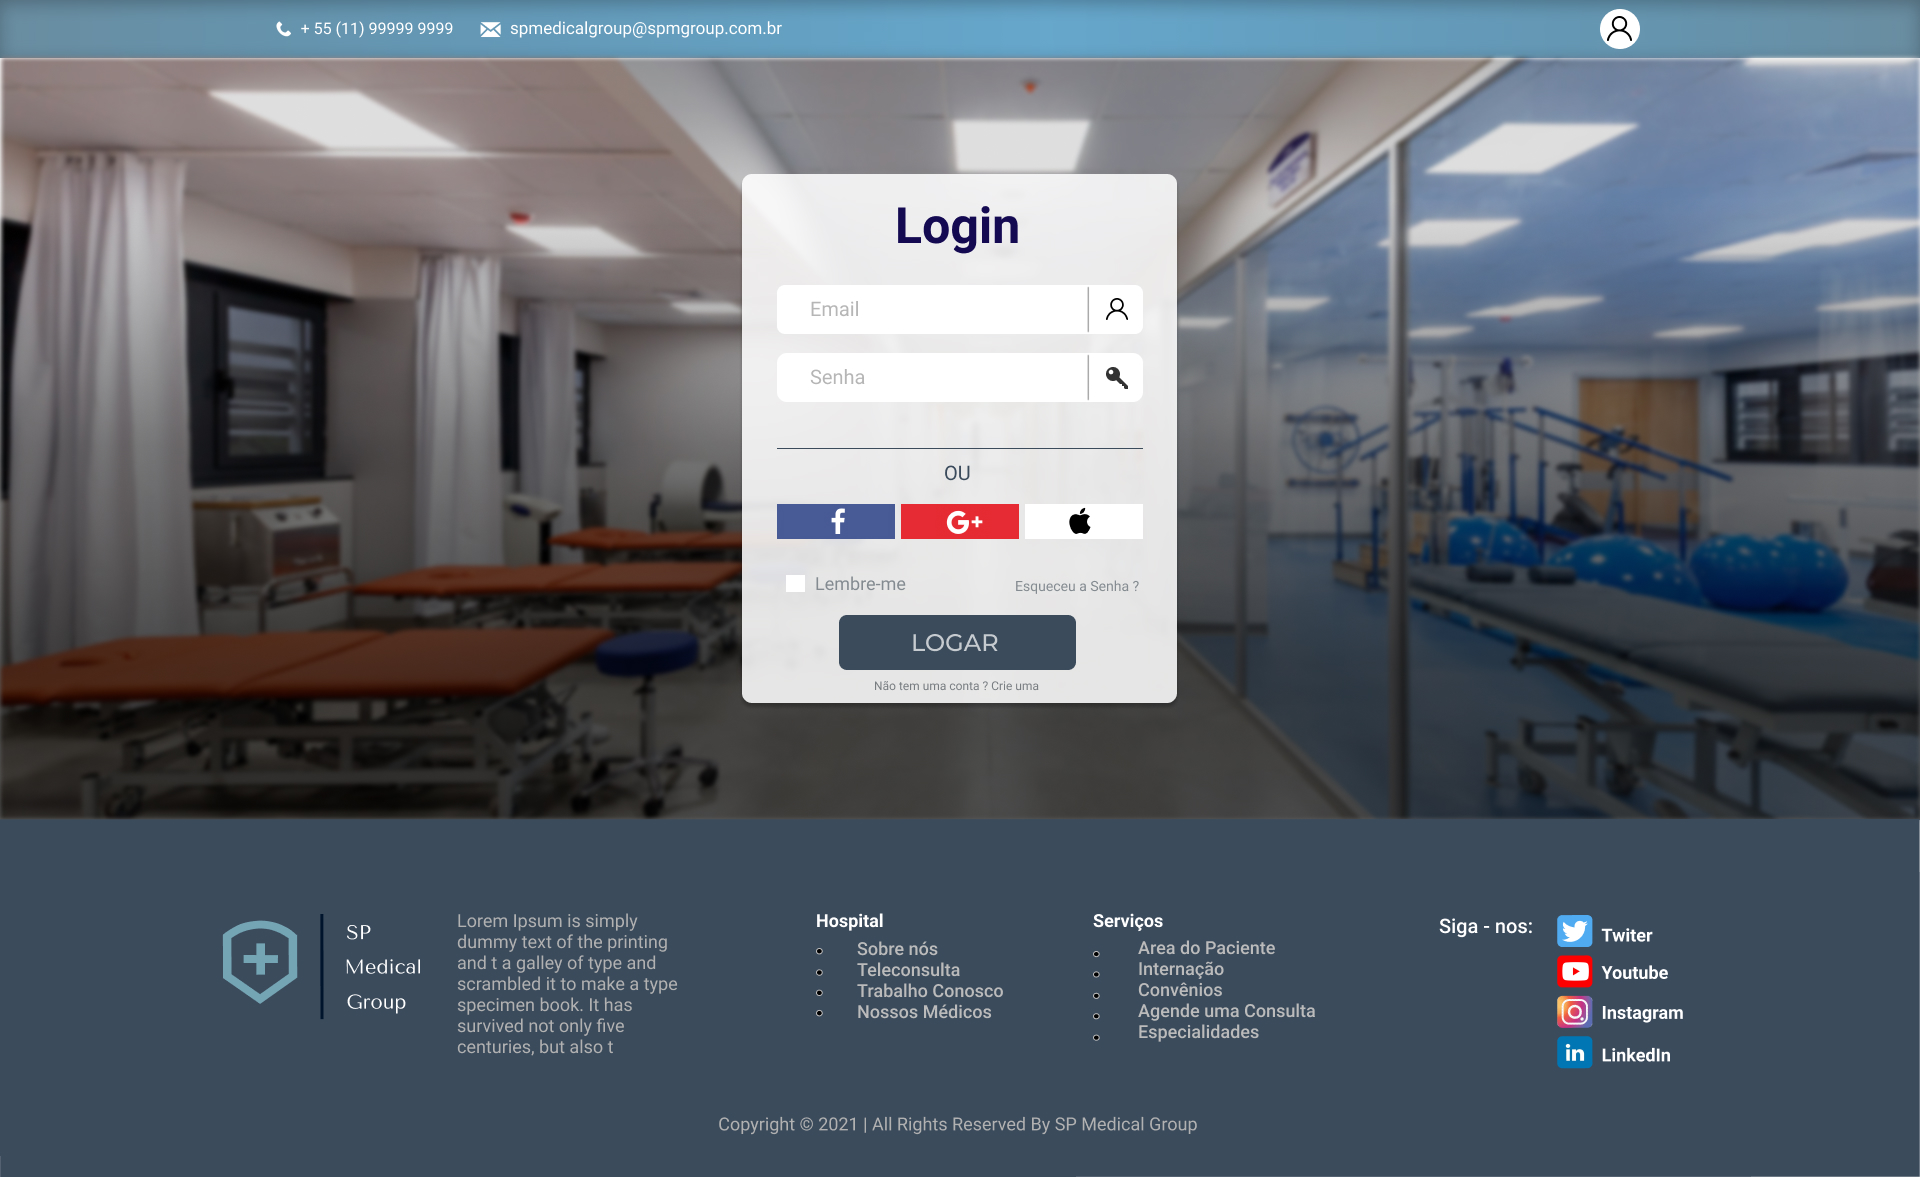 + 55 (11) 99999 9999
spmedicalgroup@spmgroup.com.br
Login
Email
Senha
OU
G+
Lembre-me
Esqueceu a Senha ?
LOGAR
Não tem uma conta ? Crie uma
SP
Medical
Group
Lorem Ipsum is simply
dummy text of the printing
and t a galley of type and
scrambled it to make a type
specimen book. It has
survived not only five
centuries, but also t
Hospital
Sobre nós
Teleconsulta
Trabalho Conosco
Nossos Médicos
Serviços
Area do Paciente
Internação
Convênios
Agende uma Consulta
Especialidades
Siga - nos:
Twiter
Youtube
Instagram
LinkedIn
Copyright © 2021 | All Rights Reserved By SP Medical Group